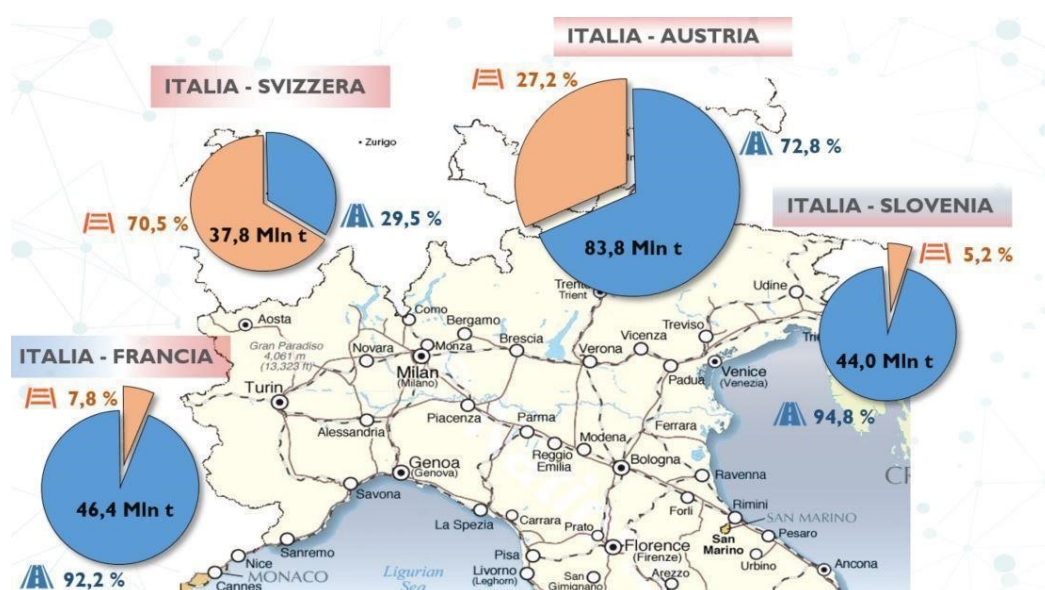 ITALIA - AUSTRIA
27,2 %
72,8 %
83,8 Mln t
ITALIA - SVIZZERA
70,5 %
29,5 %
37,8 Mln t
Zurigo
ITALIA - SLOVENIA
5,2 %
44,0 Mln t
94,8 %
ITALIA - FRANCIA
7,8 %
46,4 Mln t
92,2 %
Trent
Trient
Udine
Como
Bergamo
Aosta
Gran Paradiso
4,061 m
(13,323 ft)
Novara
Monza
Milan
(Milano)
Brescia
Verona
Vicenza
Treviso
Padua
Venice
(Venezia)
Turin
Piacenza
Alessandria
Parma
Ferrara
Modena
Reggio
Emilia
Bologna
Ravenna
Genoa
(Genova)
Savona
La Spezia
Carrara
Prato
Forli
Rimini
SAN MARINO
San
Marino
Pesaro
Sanremo
Nice
MONACO
Cannes
Ligurian
Sea
Pisa
Livorno
(Leghorn)
Florence
(Firenze)
San
Gimignano
Arezzo
Urbino
Ancona